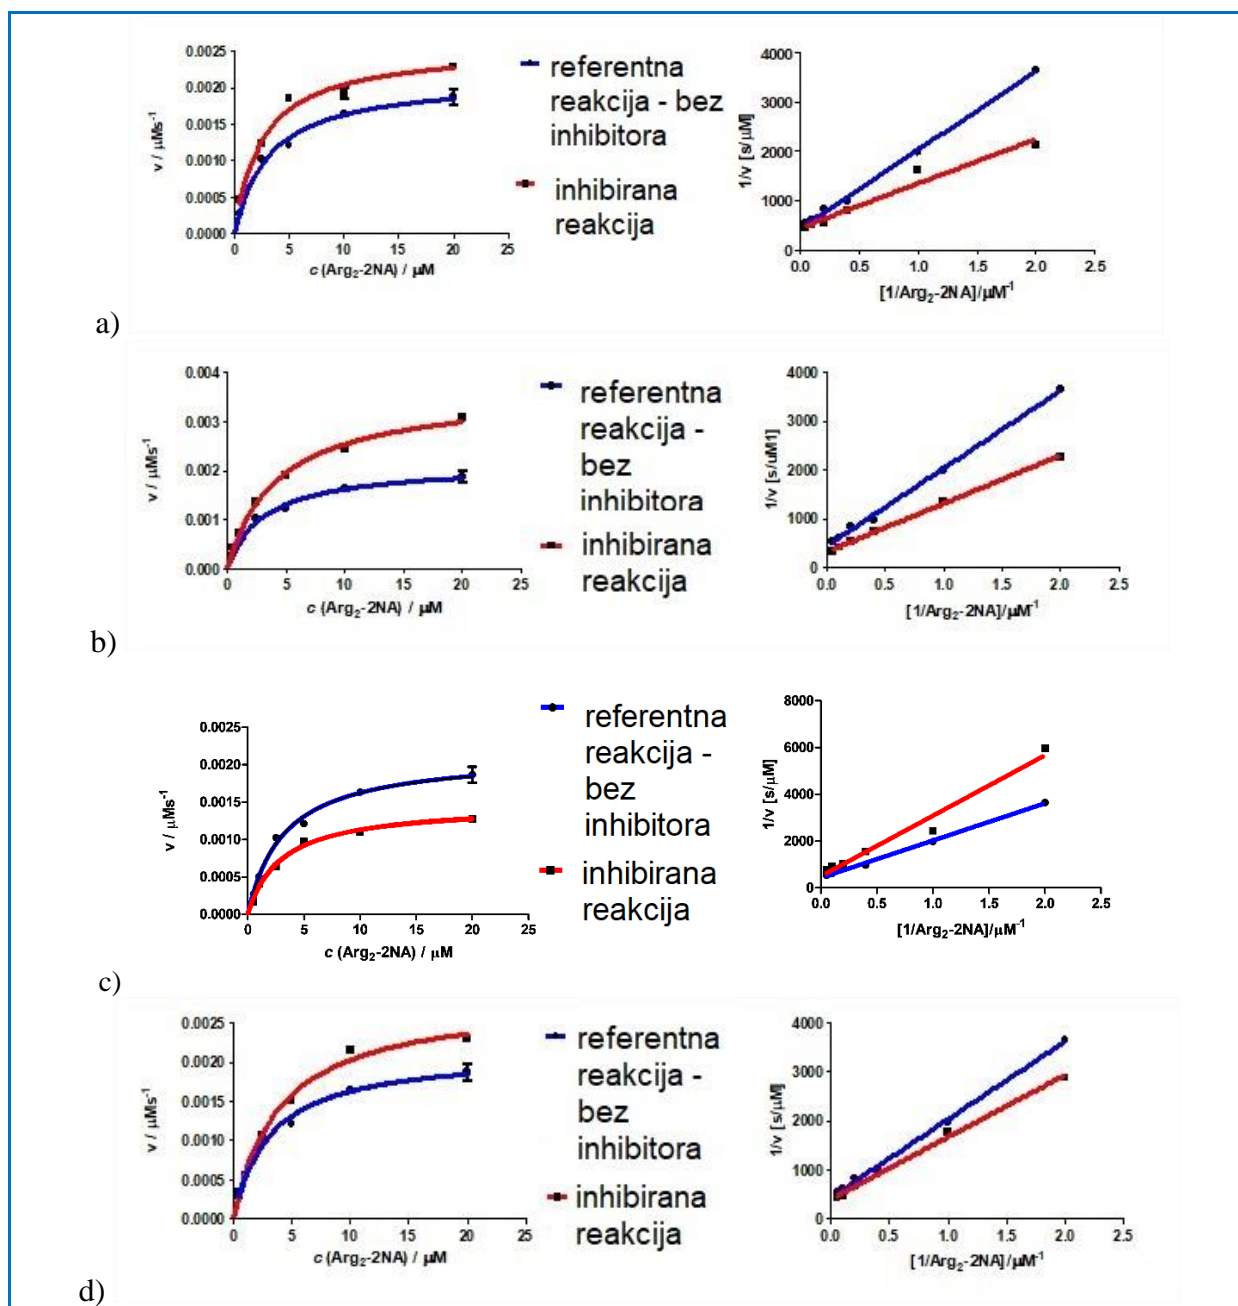 0.0025
0.0020
0.0015
0.0010
0.0005
0.0000
v / µMs⁻¹
0 5 10 15 20 25
c (Arg₂-2NA) / µM
referentna
reakcija - bez
inhibitora
inhibirana
reakcija
4000
3000
2000
1000
0
1/v [s/µM]
0.0 0.5 1.0 1.5 2.0 2.5
[1/Arg₂-2NA]/µM⁻¹
a)
0.004
0.003
0.002
0.001
0.000
v / µMs⁻¹
0 5 10 15 20 25
c (Arg₂-2NA) / µM
referentna
reakcija -
bez
inhibitora
inhibirana
reakcija
4000
3000
2000
1000
0
1/v [s/uM1]
0.0 0.5 1.0 1.5 2.0 2.5
[1/Arg₂-2NA]/µM⁻¹
b)
0.0025
0.0020
0.0015
0.0010
0.0005
0.0000
v / µMs⁻¹
0 5 10 15 20 25
c (Arg₂-2NA) / µM
referentna
reakcija -
bez
inhibitora
inhibirana
reakcija
8000
6000
4000
2000
0
1/v [s/µM]
0.0 0.5 1.0 1.5 2.0 2.5
[1/Arg₂-2NA]/µM⁻¹
c)
0.0025
0.0020
0.0015
0.0010
0.0005
0.0000
v / µMs⁻¹
0 5 10 15 20 25
c (Arg₂-2NA) / µM
referentna
reakcija -
bez
inhibitora
inhibirana
reakcija
4000
3000
2000
1000
0
1/v [s/µM]
0.0 0.5 1.0 1.5 2.0 2.5
[1/Arg₂-2NA]/µM⁻¹
d)